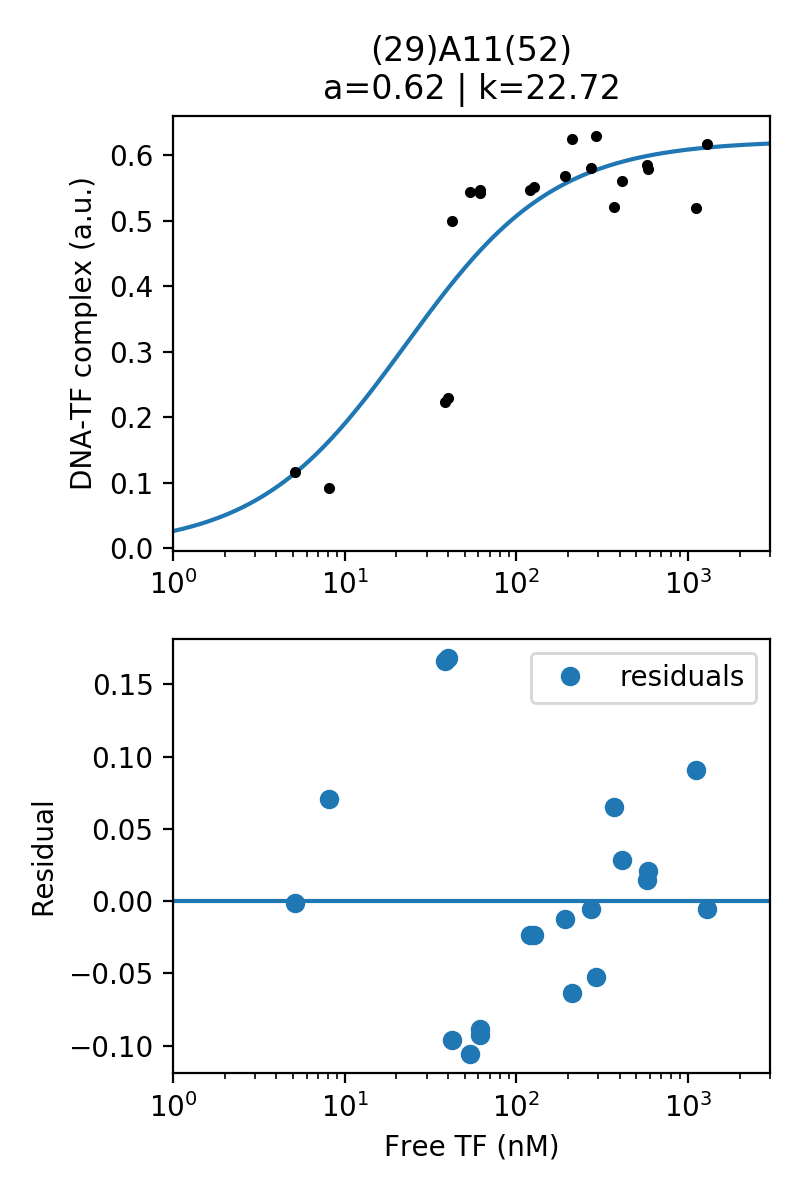 (29)A11(52)
a=0.62 | k=22.72
DNA-TF complex (a.u.)
0.6
0.5
0.4
0.3
0.2
0.1
0.0
10⁰ 10¹ 10² 10³
residuals
Residual
0.15
0.10
0.05
0.00
−0.05
−0.10
10⁰ 10¹ 10² 10³
Free TF (nM)